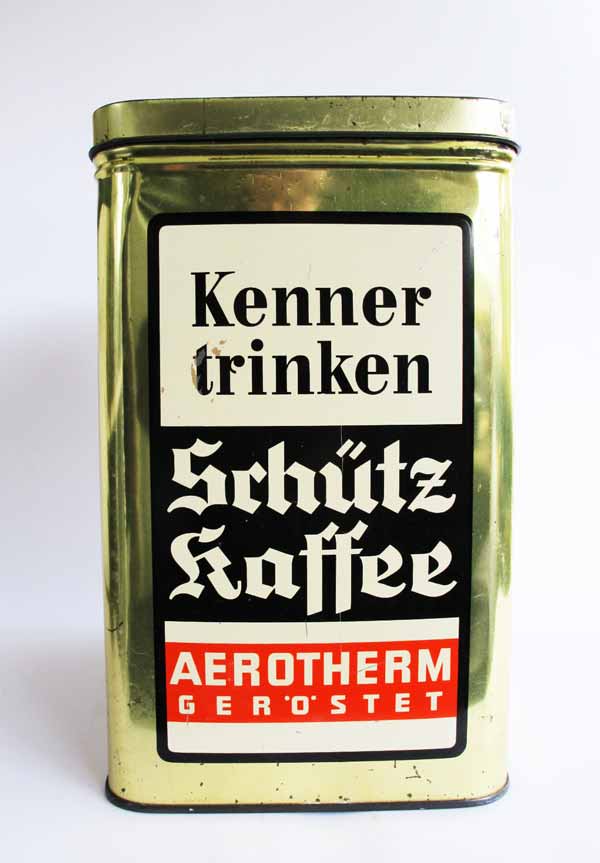 Kenner
trinken
Schütz
Kaffee
AEROTHERM
GERÖSTET